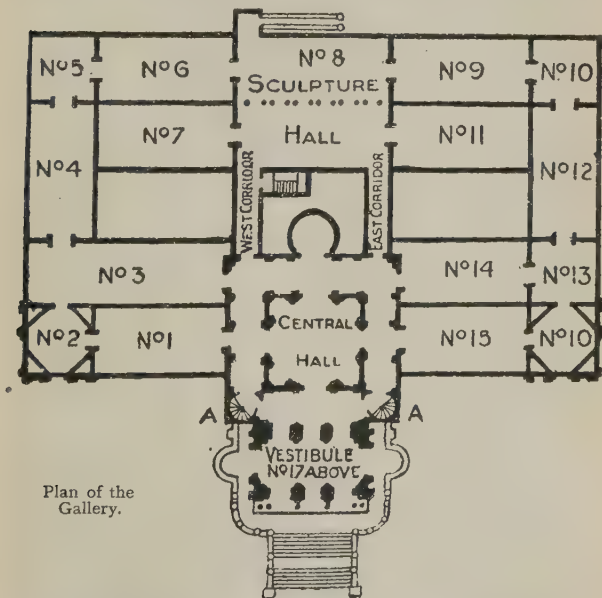 Nº5
Nº6
Nº8
Nº9
Nº10
SCULPTURE
Nº7
HALL
Nº11
Nº4
Nº12
WEST CORRIDOR
EAST CORRIDOR
Nº3
Nº14
Nº13
Nº2
Nº1
CENTRAL
HALL
Nº15
Nº10
A
A
VESTIBULE
Nº17 ABOVE
Plan of the
Gallery.